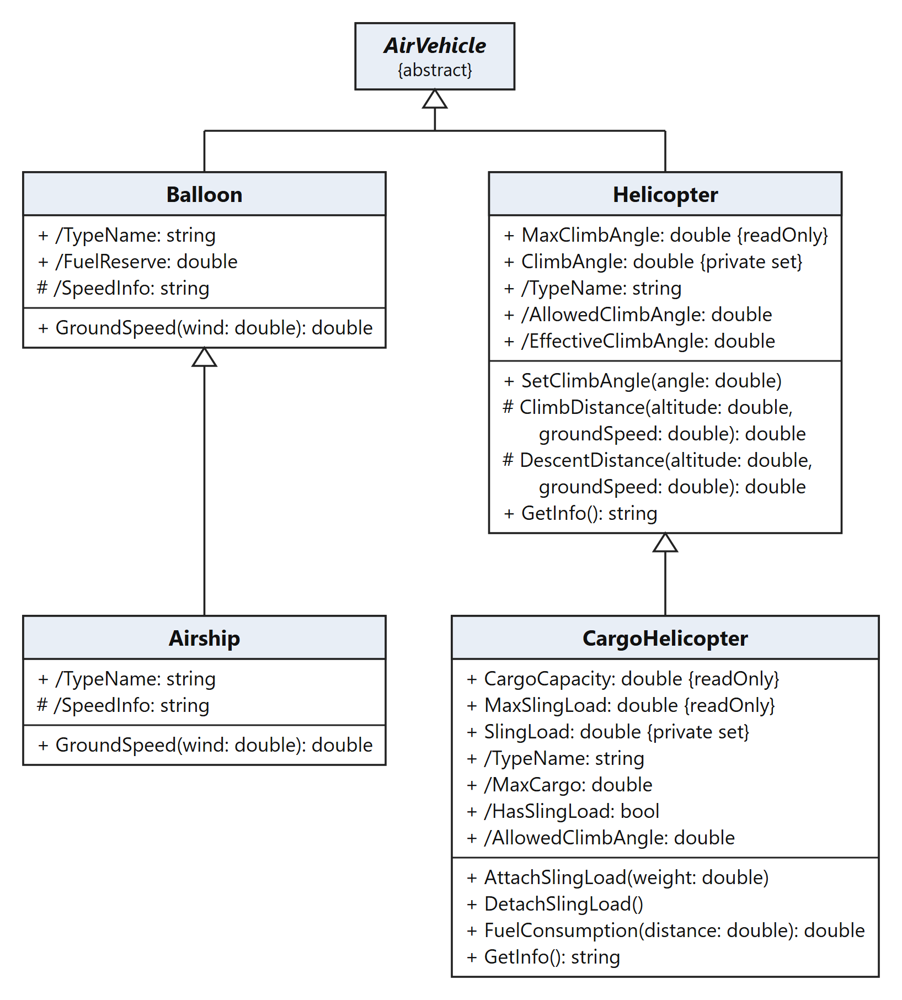 AirVehicle
{abstract}
Balloon
+ /TypeName: string
+ /FuelReserve: double
# /SpeedInfo: string
+ GroundSpeed(wind: double): double
Helicopter
+ MaxClimbAngle: double {readOnly}
+ ClimbAngle: double {private set}
+ /TypeName: string
+ /AllowedClimbAngle: double
+ /EffectiveClimbAngle: double
+ SetClimbAngle(angle: double)
# ClimbDistance(altitude: double,
groundSpeed: double): double
# DescentDistance(altitude: double,
groundSpeed: double): double
+ GetInfo(): string
Airship
+ /TypeName: string
# /SpeedInfo: string
+ GroundSpeed(wind: double): double
CargoHelicopter
+ CargoCapacity: double {readOnly}
+ MaxSlingLoad: double {readOnly}
+ SlingLoad: double {private set}
+ /TypeName: string
+ /MaxCargo: double
+ /HasSlingLoad: bool
+ /AllowedClimbAngle: double
+ AttachSlingLoad(weight: double)
+ DetachSlingLoad()
+ FuelConsumption(distance: double): double
+ GetInfo(): string